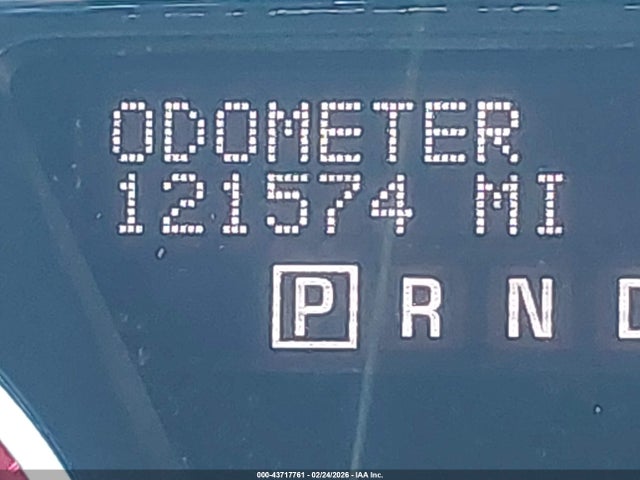 ODOMETER
121574 MI
P R N D
000-43717761 - 02/24/2026 - IAA Inc.